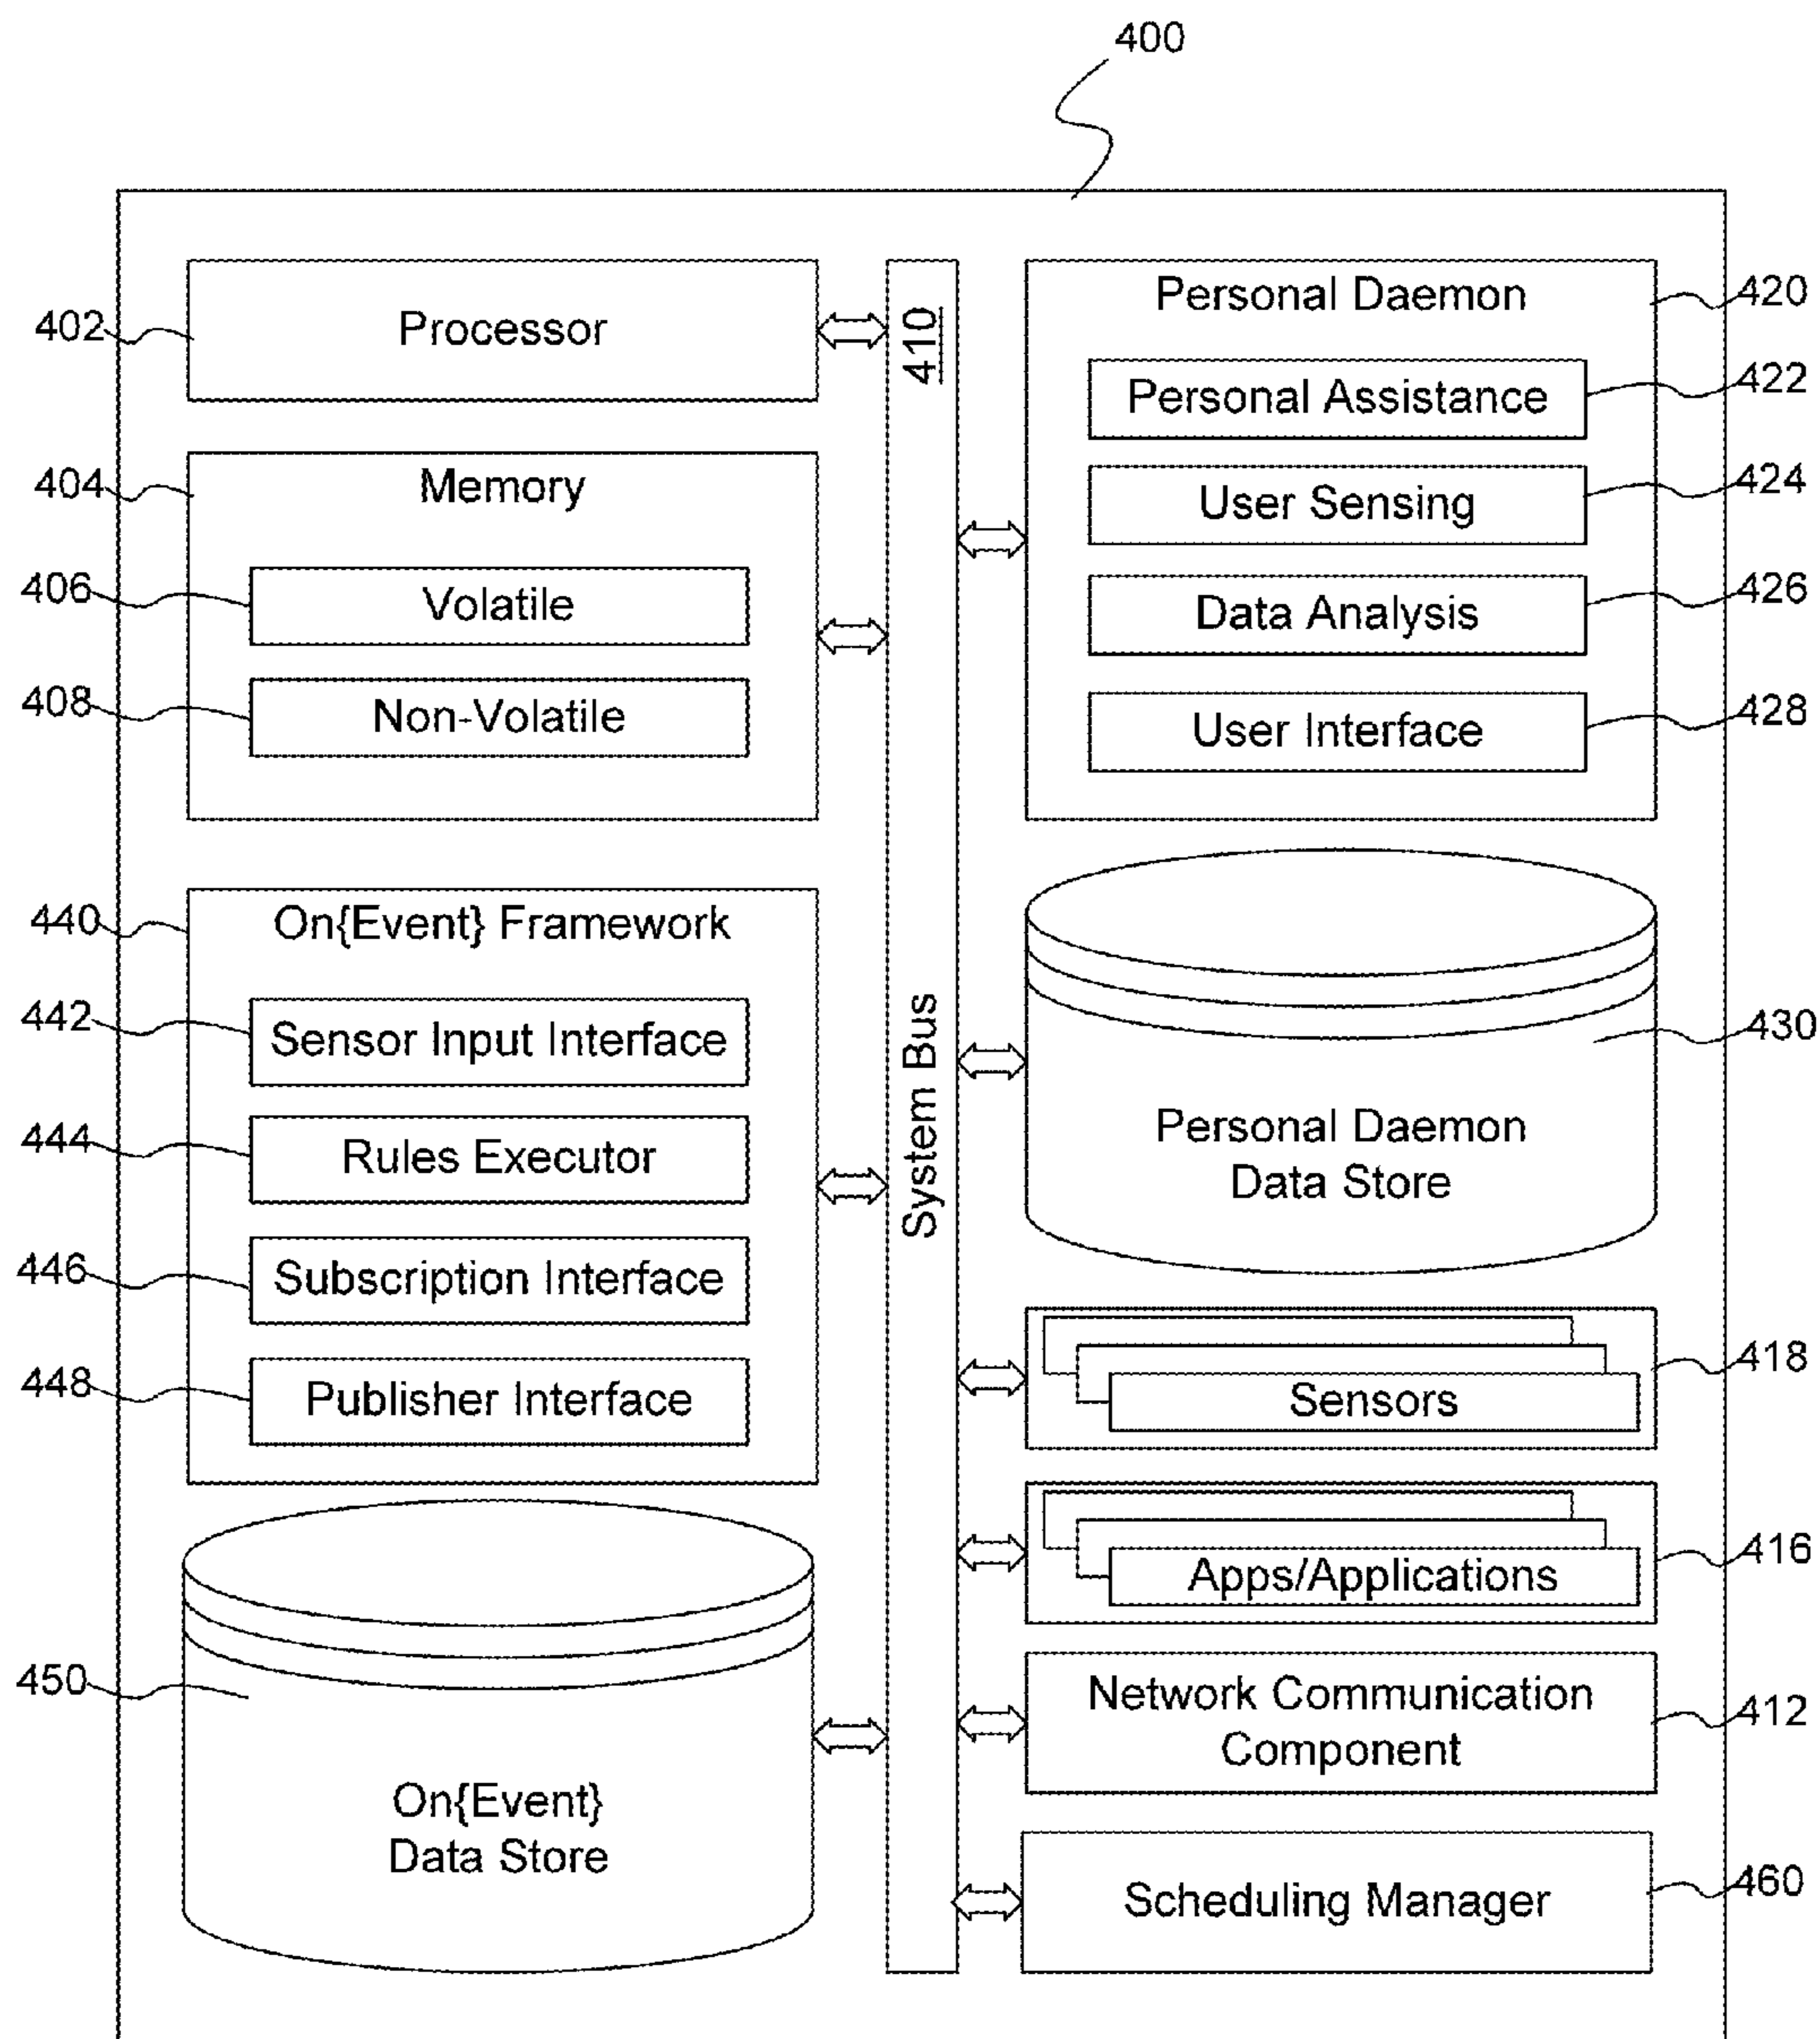 400
402
Processor
404
Memory
406
Volatile
408
Non-Volatile
440
On{Event} Framework
442
Sensor Input Interface
444
Rules Executor
446
Subscription Interface
448
Publisher Interface
450
On{Event}
Data Store
410
System Bus
Personal Daemon
420
Personal Assistance
422
User Sensing
424
Data Analysis
426
User Interface
428
430
Personal Daemon
Data Store
418
Sensors
416
Apps/Applications
Network Communication
Component
412
Scheduling Manager
460